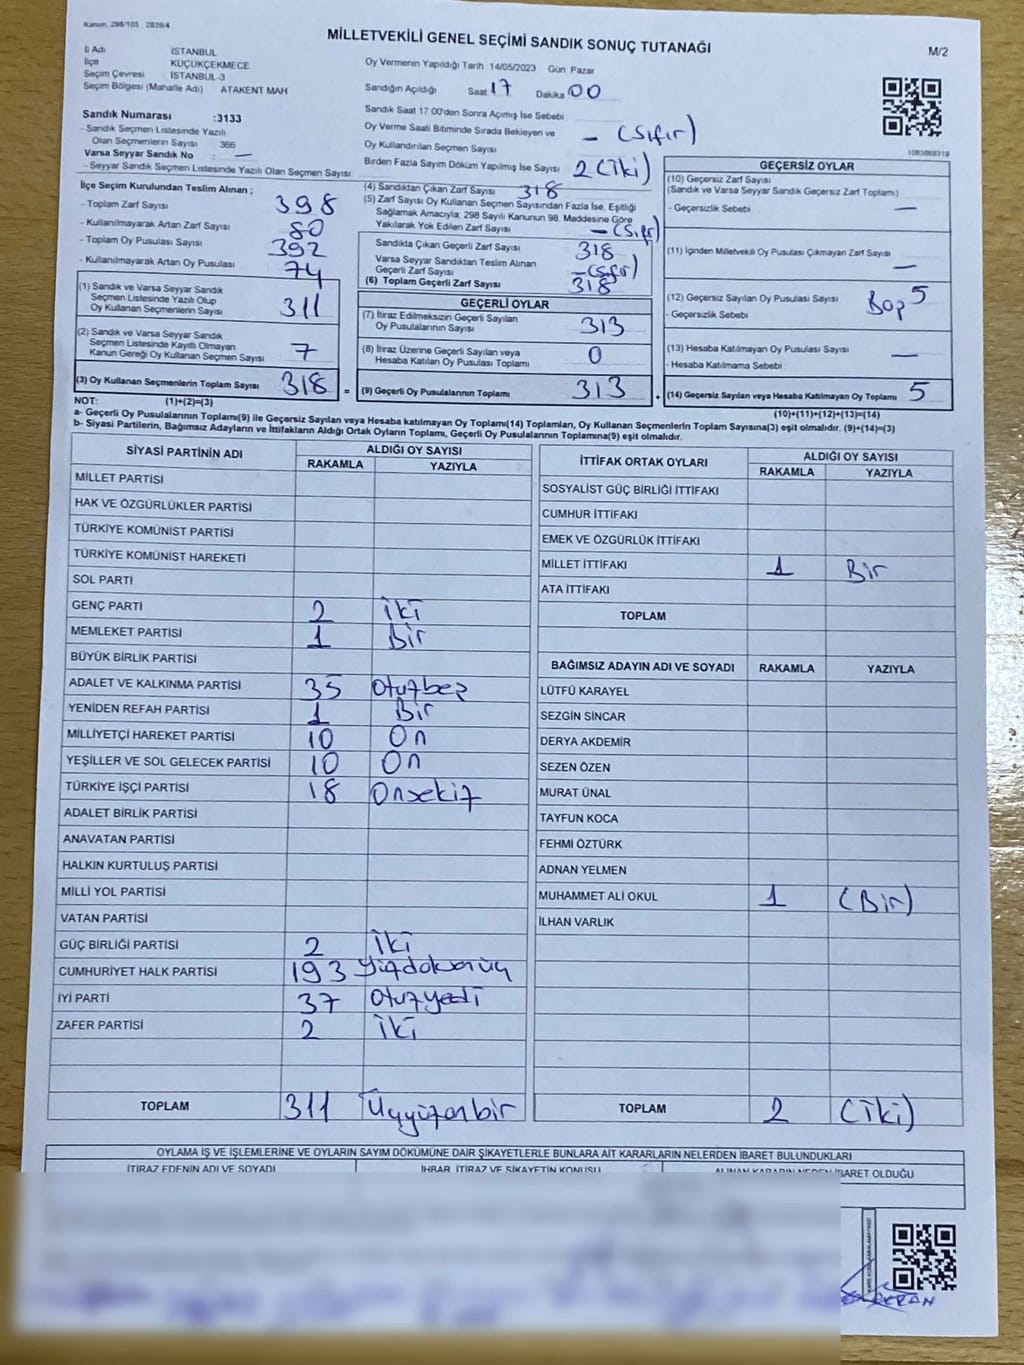 Kanun, 298/105 : 2839/4
MİLLETVEKİLİ GENEL SEÇİMİ SANDIK SONUÇ TUTANAĞI
M/2
İl Adı İSTANBUL
İlçe KÜÇÜKÇEKMECE
Seçim Çevresi İSTANBUL-3
Seçim Bölgesi (Mahalle Adı) ATAKENT MAH
Oy Vermenin Yapıldığı Tarih :14/05/2023 Gün: Pazar
Sandığın Açıldığı Saat 17 Dakika 00
Sandık Saat 17:00'den Sonra Açımış İse Sebebi
Oy Verme Saati Bitiminde Sırada Bekleyen ve
Oy Kullandırılan Seçmen Sayısı — (Sıfır)
Birden Fazla Sayım Döküm Yapılmış İse Sayısı 2 (İki)
Sandık Numarası :3133
- Sandık Seçmen Listesinde Yazılı
Olan Seçmenlerin Sayısı 366
Varsa Seyyar Sandık No : —
- Seyyar Sandık Seçmen Listesinde Yazılı Olan Seçmen Sayısı:
İlçe Seçim Kurulundan Teslim Alınan ;
- Toplam Zarf Sayısı 398
- Kullanılmayarak Artan Zarf Sayısı 80
- Toplam Oy Pusulası Sayısı 392
- Kullanılmayarak Artan Oy Pusulası 74
(1) Sandık ve Varsa Seyyar Sandık
Seçmen Listesinde Yazılı Olup
Oy Kullanan Seçmenlerin Sayısı 311
(2) Sandık ve Varsa Seyyar Sandık
Seçmen Listesinde Kayıtlı Olmayan
Kanun Gereği Oy Kullanan Seçmen Sayısı 7
(3) Oy Kullanan Seçmenlerin Toplam Sayısı 318
(4) Sandıktan Çıkan Zarf Sayısı 318
(5) Zarf Sayısı Oy Kullanan Seçmen Sayısından Fazla İse, Eşitliği
Sağlamak Amacıyla; 298 Sayılı Kanunun 98. Maddesine Göre
Yakılarak Yok Edilen Zarf Sayısı — (Sıfır)
Sandıkta Çıkan Geçerli Zarf Sayısı 318
Varsa Seyyar Sandıktan Teslim Alınan
Geçerli Zarf Sayısı — (Sıfır)
(6) Toplam Geçerli Zarf Sayısı 318
GEÇERLİ OYLAR
(7) İtiraz Edilmeksizin Geçerli Sayılan
Oy Pusulalarının Sayısı 313
(8) İtiraz Üzerine Geçerli Sayılan veya
Hesaba Katılan Oy Pusulası Toplamı 0
= (9) Geçerli Oy Pusulalarının Toplamı 313
1083869319
GEÇERSİZ OYLAR
(10) Geçersiz Zarf Sayısı
(Sandık ve Varsa Seyyar Sandık Geçersiz Zarf Toplamı)
- Geçersizlik Sebebi —
(11) İçinden Milletvekili Oy Pusulası Çıkmayan Zarf Sayısı —
(12) Geçersiz Sayılan Oy Pusulası Sayısı 5
- Geçersizlik Sebebi Boş
(13) Hesaba Katılmayan Oy Pusulası Sayısı —
- Hesaba Katılmama Sebebi
+ (14) Geçersiz Sayılan veya Hesaba Katılmayan Oy Toplamı 5
NOT: (1)+(2)=(3)
(10)+(11)+(12)+(13)=(14)
a- Geçerli Oy Pusulasının Toplamı(9) ile Geçersiz Sayılan veya Hesaba katılmayan Oy Toplamı(14) Toplamları, Oy Kullanan Seçmenlerin Toplam Sayısına(3) eşit olmalıdır. (9)+(14)=(3)
b- Siyasi Partilerin, Bağımsız Adayların ve İttifakların Aldığı Ortak Oyların Toplamı, Geçerli Oy Pusulalarının Toplamına(9) eşit olmalıdır.
SİYASİ PARTİNİN ADI ALDIĞI OY SAYISI
RAKAMLA YAZIYLA
MİLLET PARTİSİ
HAK VE ÖZGÜRLÜKLER PARTİSİ
TÜRKİYE KOMÜNİST PARTİSİ
TÜRKİYE KOMÜNİST HAREKETİ
SOL PARTİ
GENÇ PARTİ 2 İki
MEMLEKET PARTİSİ 1 Bir
BÜYÜK BİRLİK PARTİSİ
ADALET VE KALKINMA PARTİSİ 35 Otuzbeş
YENİDEN REFAH PARTİSİ 1 Bir
MİLLİYETÇİ HAREKET PARTİSİ 10 On
YEŞİLLER VE SOL GELECEK PARTİSİ 10 On
TÜRKİYE İŞÇİ PARTİSİ 18 Onsekiz
ADALET BİRLİK PARTİSİ
ANAVATAN PARTİSİ
HALKIN KURTULUŞ PARTİSİ
MİLLİ YOL PARTİSİ
VATAN PARTİSİ
GÜÇ BİRLİĞİ PARTİSİ 2 İki
CUMHURİYET HALK PARTİSİ 193 Yüzdoksanüç
İYİ PARTİ 37 Otuzyedi
ZAFER PARTİSİ 2 İki
TOPLAM 311 Üçyüzonbir
İTTİFAK ORTAK OYLARI ALDIĞI OY SAYISI
RAKAMLA YAZIYLA
SOSYALİST GÜÇ BİRLİĞİ İTTİFAKI
CUMHUR İTTİFAKI
EMEK VE ÖZGÜRLÜK İTTİFAKI
MİLLET İTTİFAKI 1 Bir
ATA İTTİFAKI
TOPLAM
BAĞIMSIZ ADAYIN ADI VE SOYADI RAKAMLA YAZIYLA
LÜTFÜ KARAYEL
SEZGİN SİNCAR
DERYA AKDEMİR
SEZEN ÖZEN
MURAT ÜNAL
TAYFUN KOCA
FEHMİ ÖZTÜRK
ADNAN YELMEN
MUHAMMET ALİ OKUL 1 (Bir)
İLHAN VARLIK
TOPLAM 2 (İki)
OYLAMA İŞ VE İŞLEMLERİNE VE OYLARIN SAYIM DÖKÜMÜNE DAİR ŞİKAYETLERLE BUNLARA AİT KARARLARIN NELERDEN İBARET BULUNDUKLARI
İTİRAZ EDENİN ADI VE SOYADI İHBAR, İTİRAZ VE ŞİKAYETİN KONUSU ALINAN KARARIN NEDEN İBARET OLDUĞU